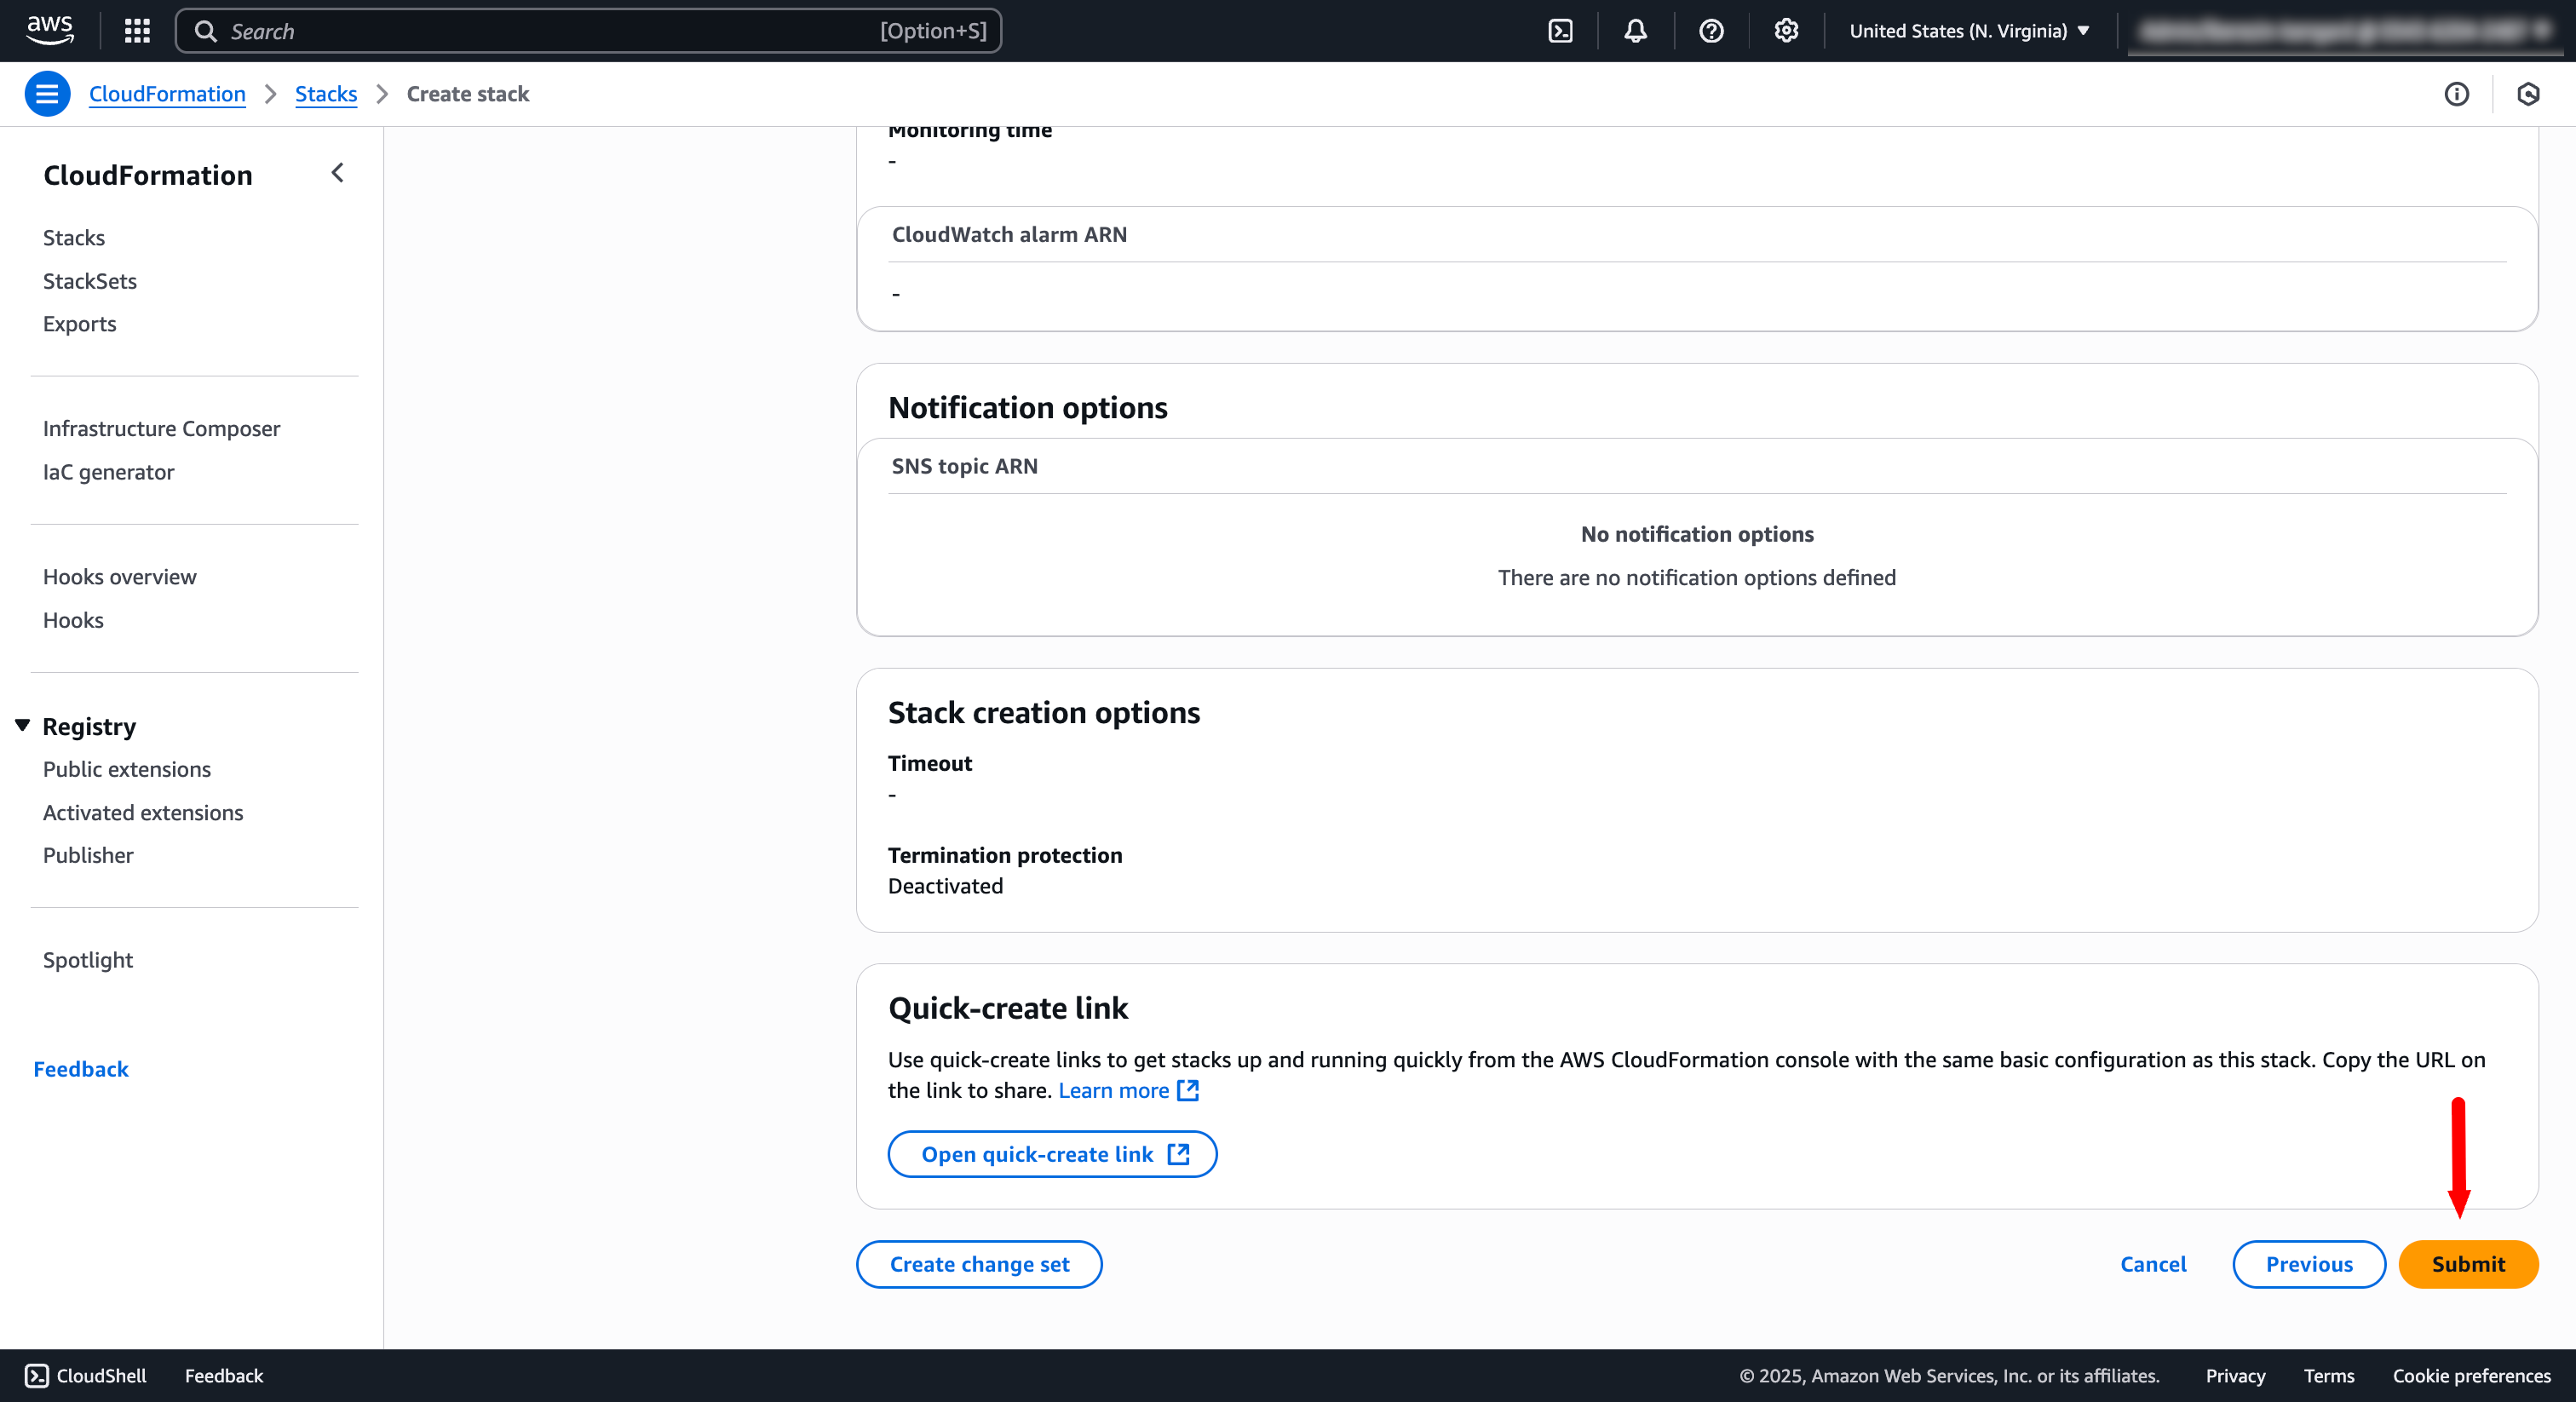 aws
Search
[Option+S]
United States (N. Virginia)
CloudFormation
Stacks
Create stack
CloudFormation
Stacks
StackSets
Exports
Infrastructure Composer
IaC generator
Hooks overview
Hooks
Registry
Public extensions
Activated extensions
Publisher
Spotlight
Feedback
Monitoring time
-
CloudWatch alarm ARN
-
Notification options
SNS topic ARN
No notification options
There are no notification options defined
Stack creation options
Timeout
-
Termination protection
Deactivated
Quick-create link
Use quick-create links to get stacks up and running quickly from the AWS CloudFormation console with the same basic configuration as this stack. Copy the URL on
the link to share. Learn more
Open quick-create link
Create change set
Cancel
Previous
Submit
CloudShell
Feedback
© 2025, Amazon Web Services, Inc. or its affiliates.
Privacy
Terms
Cookie preferences